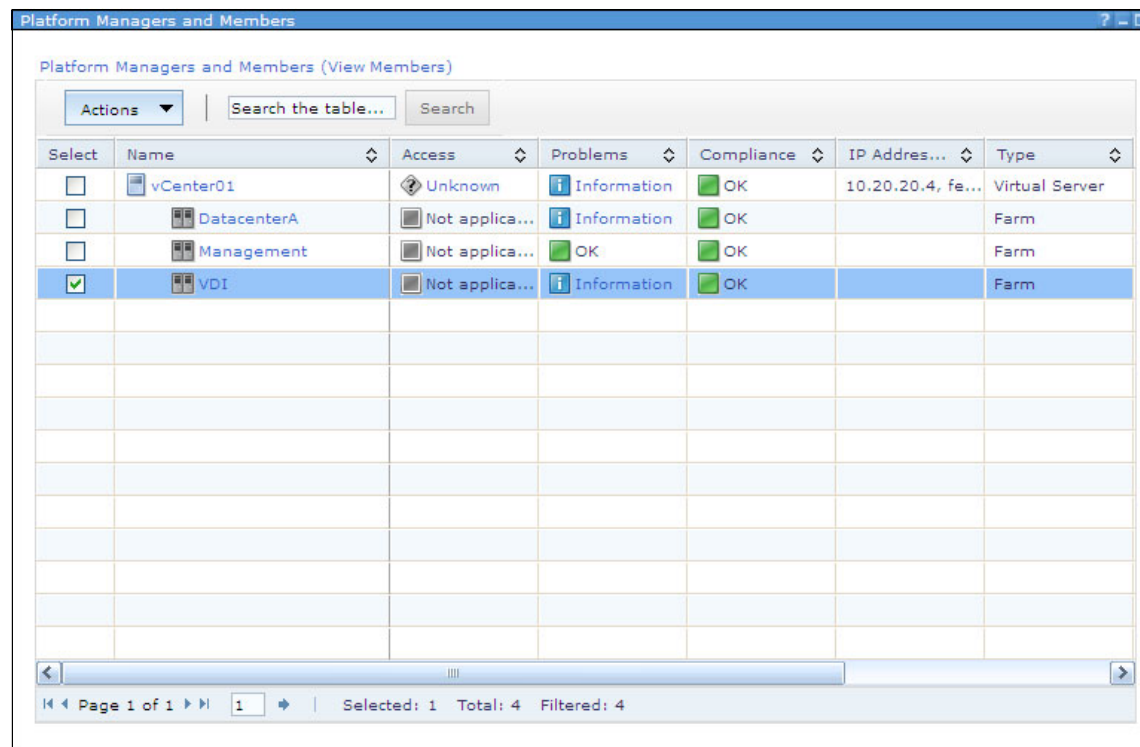 Platform Managers and Members ?
Platform Managers and Members (View Members)
Actions Search the table... Search
Select Name Access Problems Compliance IP Addres... Type
vCenter01 Unknown Information OK 10.20.20.4, fe... Virtual Server
DatacenterA Not applica... Information OK Farm
Management Not applica... OK OK Farm
VDI Not applica... Information OK Farm
Page 1 of 1 1 Selected: 1 Total: 4 Filtered: 4